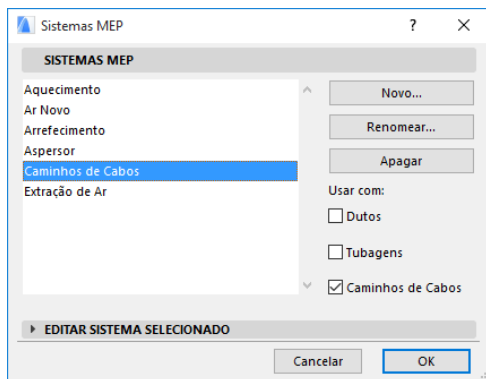 Sistemas MEP
?
SISTEMAS MEP
Aquecimento
Ar Novo
Arrefecimento
Aspersor
Caminhos de Cabos
Extração de Ar
Novo...
Renomear...
Apagar
Usar com:
Dutos
Tubagens
Caminhos de Cabos
EDITAR SISTEMA SELECIONADO
Cancelar
OK